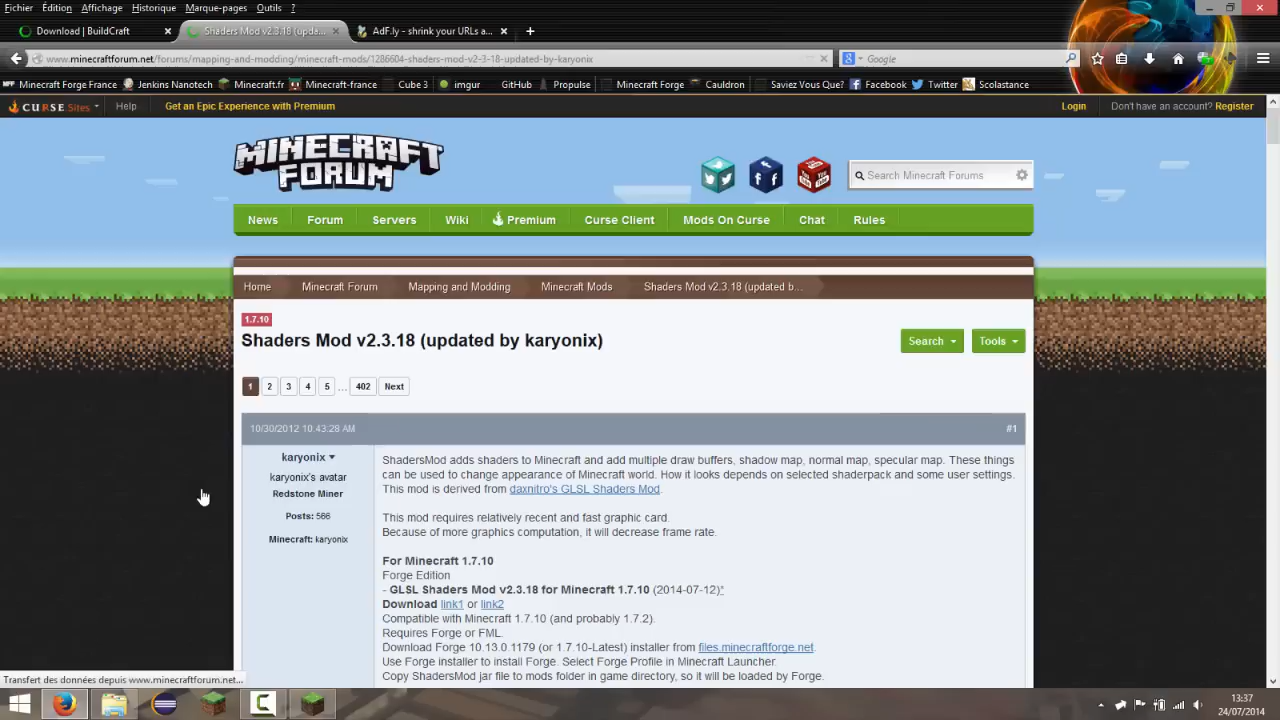 Fichier Édition Affichage Historique Marque-pages Outils ?
Download | BuildCraft × Shaders Mod v2.3.18 (upda... × AdF.ly - shrink your URLs a... × +
www.minecraftforum.net/forums/mapping-and-modding/minecraft-mods/1286604-shaders-mod-v2-3-18-updated-by-karyonix
Google
Minecraft Forge France Jenkins Nanotech Minecraft.fr Minecraft-france Cube 3 imgur GitHub Propulse Minecraft Forge Cauldron Saviez Vous Que? Facebook Twitter Scolastance
CURSE Sites Help Get an Epic Experience with Premium Login Don't have an account? Register
MINECRAFT
FORUM
Search Minecraft Forums
News Forum Servers Wiki Premium Curse Client Mods On Curse Chat Rules
Home Minecraft Forum Mapping and Modding Minecraft Mods Shaders Mod v2.3.18 (updated b...
1.7.10
Shaders Mod v2.3.18 (updated by karyonix)
Search Tools
1 2 3 4 5 ... 402 Next
10/30/2012 10:43:28 AM #1
karyonix
karyonix's avatar
Redstone Miner
Posts: 566
Minecraft: karyonix
ShadersMod adds shaders to Minecraft and add multiple draw buffers, shadow map, normal map, specular map. These things
can be used to change appearance of Minecraft world. How it looks depends on selected shaderpack and some user settings.
This mod is derived from daxnitro's GLSL Shaders Mod.
This mod requires relatively recent and fast graphic card.
Because of more graphics computation, it will decrease frame rate.
For Minecraft 1.7.10
Forge Edition
- GLSL Shaders Mod v2.3.18 for Minecraft 1.7.10 (2014-07-12)*
Download link1 or link2
Compatible with Minecraft 1.7.10 (and probably 1.7.2).
Requires Forge or FML.
Download Forge 10.13.0.1179 (or 1.7.10-Latest) installer from files.minecraftforge.net.
Use Forge installer to install Forge. Select Forge Profile in Minecraft Launcher.
Copy ShadersMod jar file to mods folder in game directory, so it will be loaded by Forge.
Transfert des données depuis www.minecraftforum.net...
13:37
24/07/2014